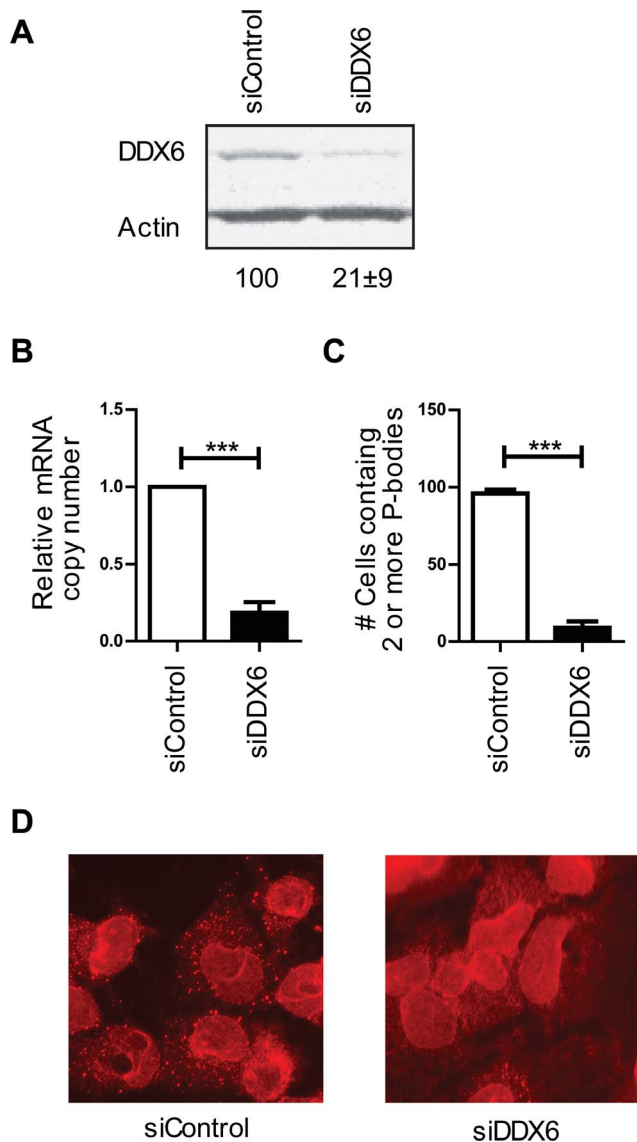 A
siControl
siDDX6
DDX6
Actin
100
21±9
B
Relative mRNA
copy number
1.5
1.0
0.5
0.0
***
siControl
siDDX6
C
# Cells containg
2 or more P-bodies
150
100
50
0
***
siControl
siDDX6
D
siControl
siDDX6